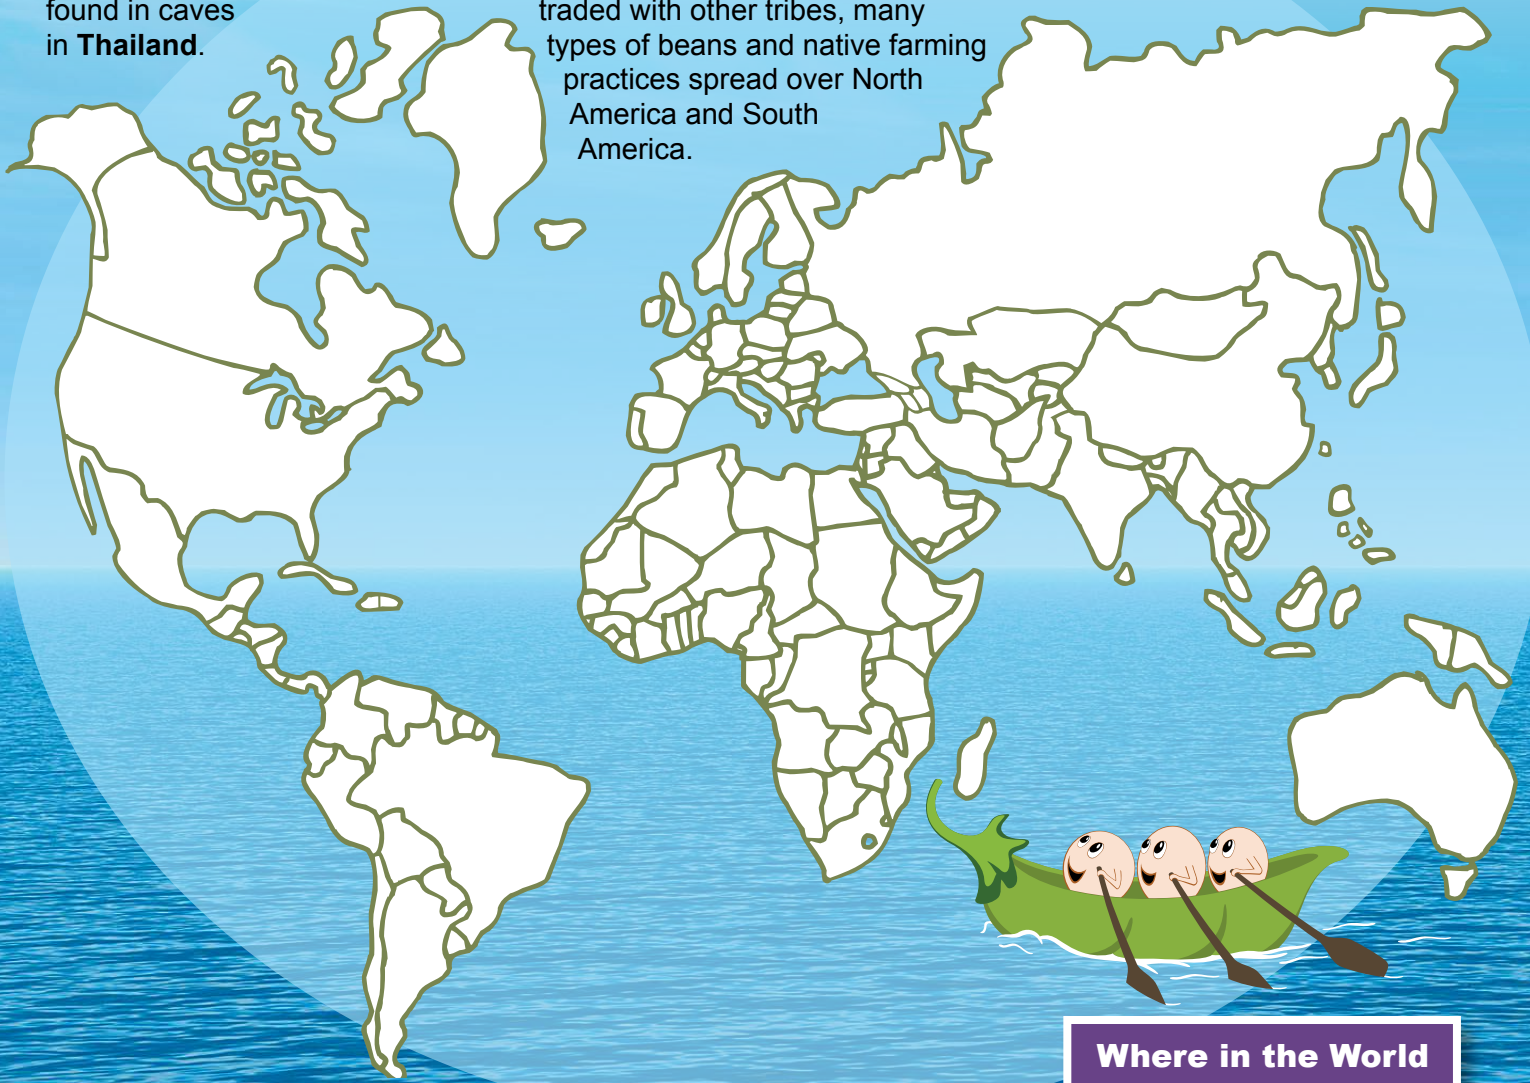 found in caves
in Thailand.
traded with other tribes, many
types of beans and native farming
practices spread over North
America and South
America.
Where in the World